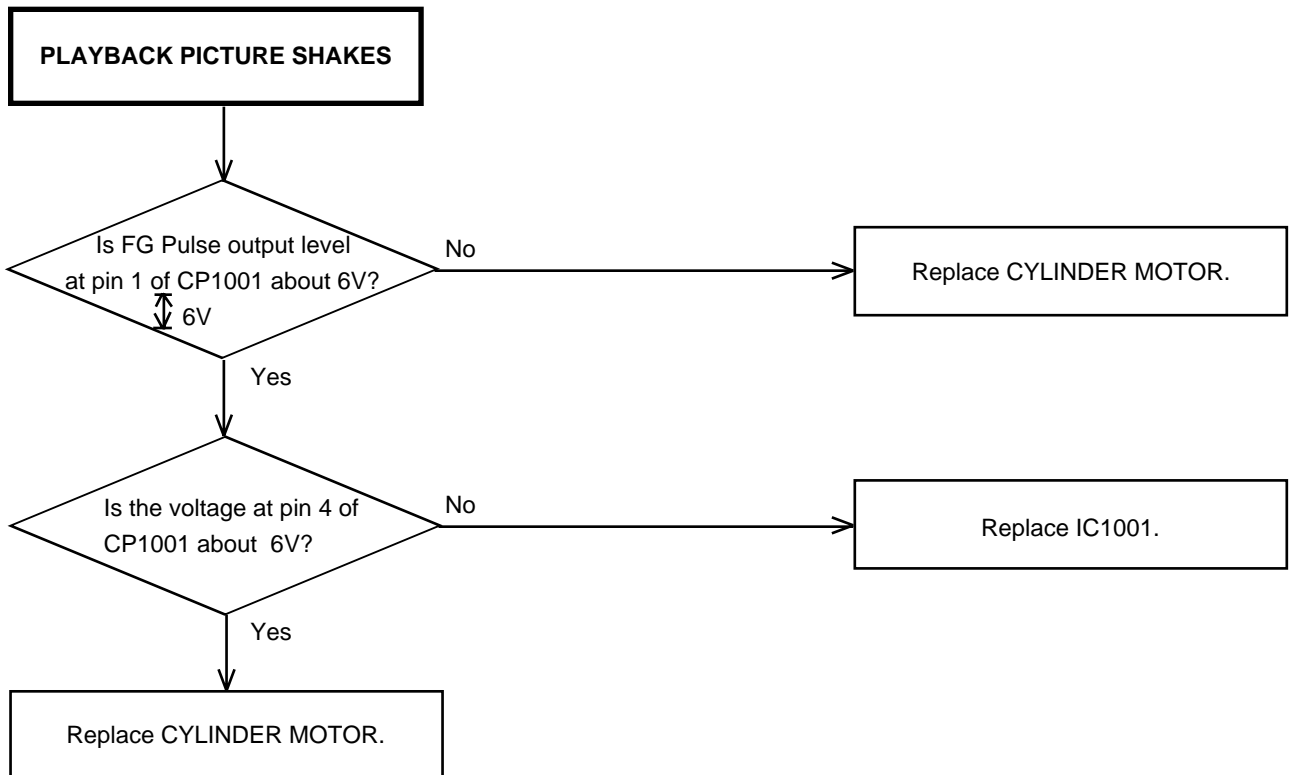 PLAYBACK PICTURE SHAKES
Is FG Pulse output level
at pin 1 of CP1001 about 6V?
6V
No
Replace CYLINDER MOTOR.
Yes
Is the voltage at pin 4 of
CP1001 about 6V?
No
Replace IC1001.
Yes
Replace CYLINDER MOTOR.